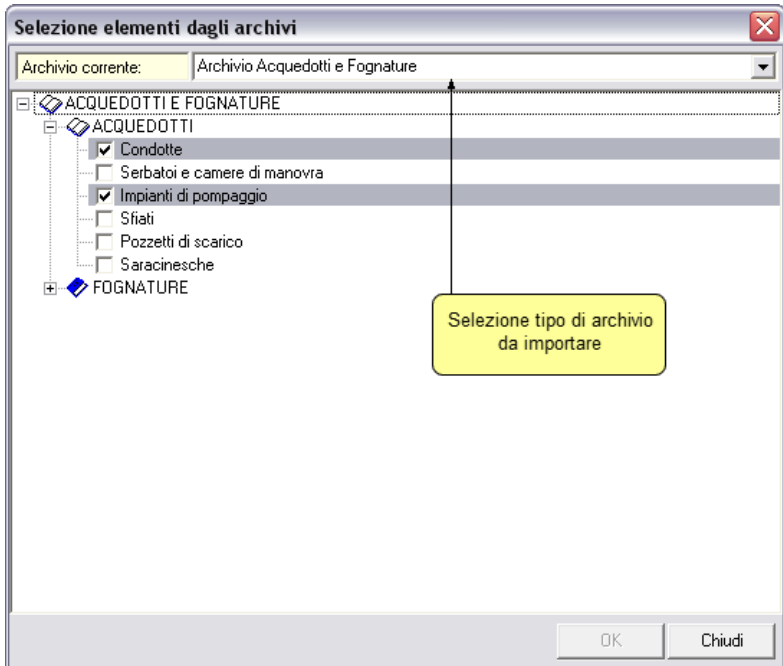 Selezione elementi dagli archivi
Archivio corrente: Archivio Acquedotti e Fognature
ACQUEDOTTI E FOGNATURE
ACQUEDOTTI
Condotte
Serbatoi e camere di manovra
Impianti di pompaggio
Sfiati
Pozzetti di scarico
Saracinesche
FOGNATURE
Selezione tipo di archivio
da importare
OK Chiudi